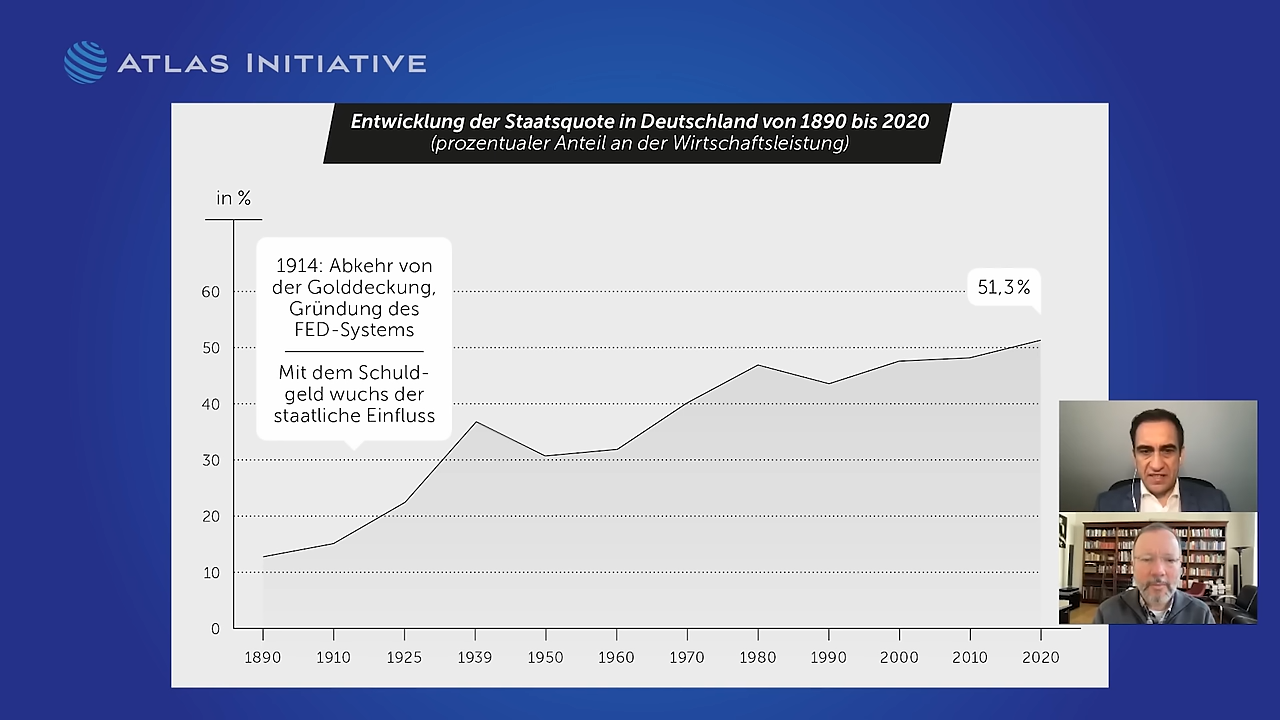 ATLAS INITIATIVE
Entwicklung der Staatsquote in Deutschland von 1890 bis 2020
(prozentualer Anteil an der Wirtschaftsleistung)
in %
1914: Abkehr von
der Golddeckung,
Gründung des
FED-Systems
Mit dem Schuld-
geld wuchs der
staatliche Einfluss
51,3 %
60
50
40
30
20
10
0
1890 1910 1925 1939 1950 1960 1970 1980 1990 2000 2010 2020